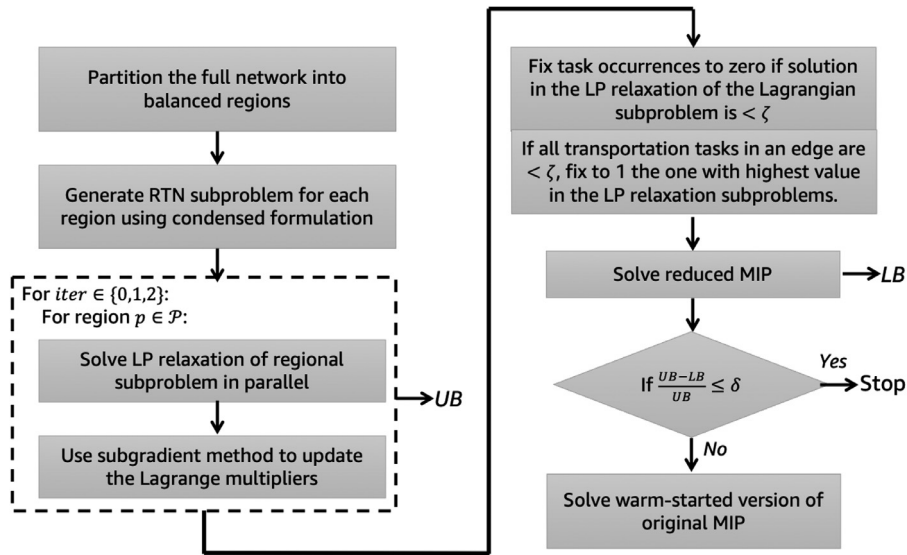 Partition the full network into
balanced regions
Generate RTN subproblem for each
region using condensed formulation
For iter ∈ {0,1,2}:
For region p ∈ 𝒫:
Solve LP relaxation of regional
subproblem in parallel
UB
Use subgradient method to update
the Lagrange multipliers
Fix task occurrences to zero if solution
in the LP relaxation of the Lagrangian
subproblem is < ζ
If all transportation tasks in an edge are
< ζ, fix to 1 the one with highest value
in the LP relaxation subproblems.
Solve reduced MIP
LB
If (UB−LB)/UB ≤ δ
Yes
Stop
No
Solve warm-started version of
original MIP